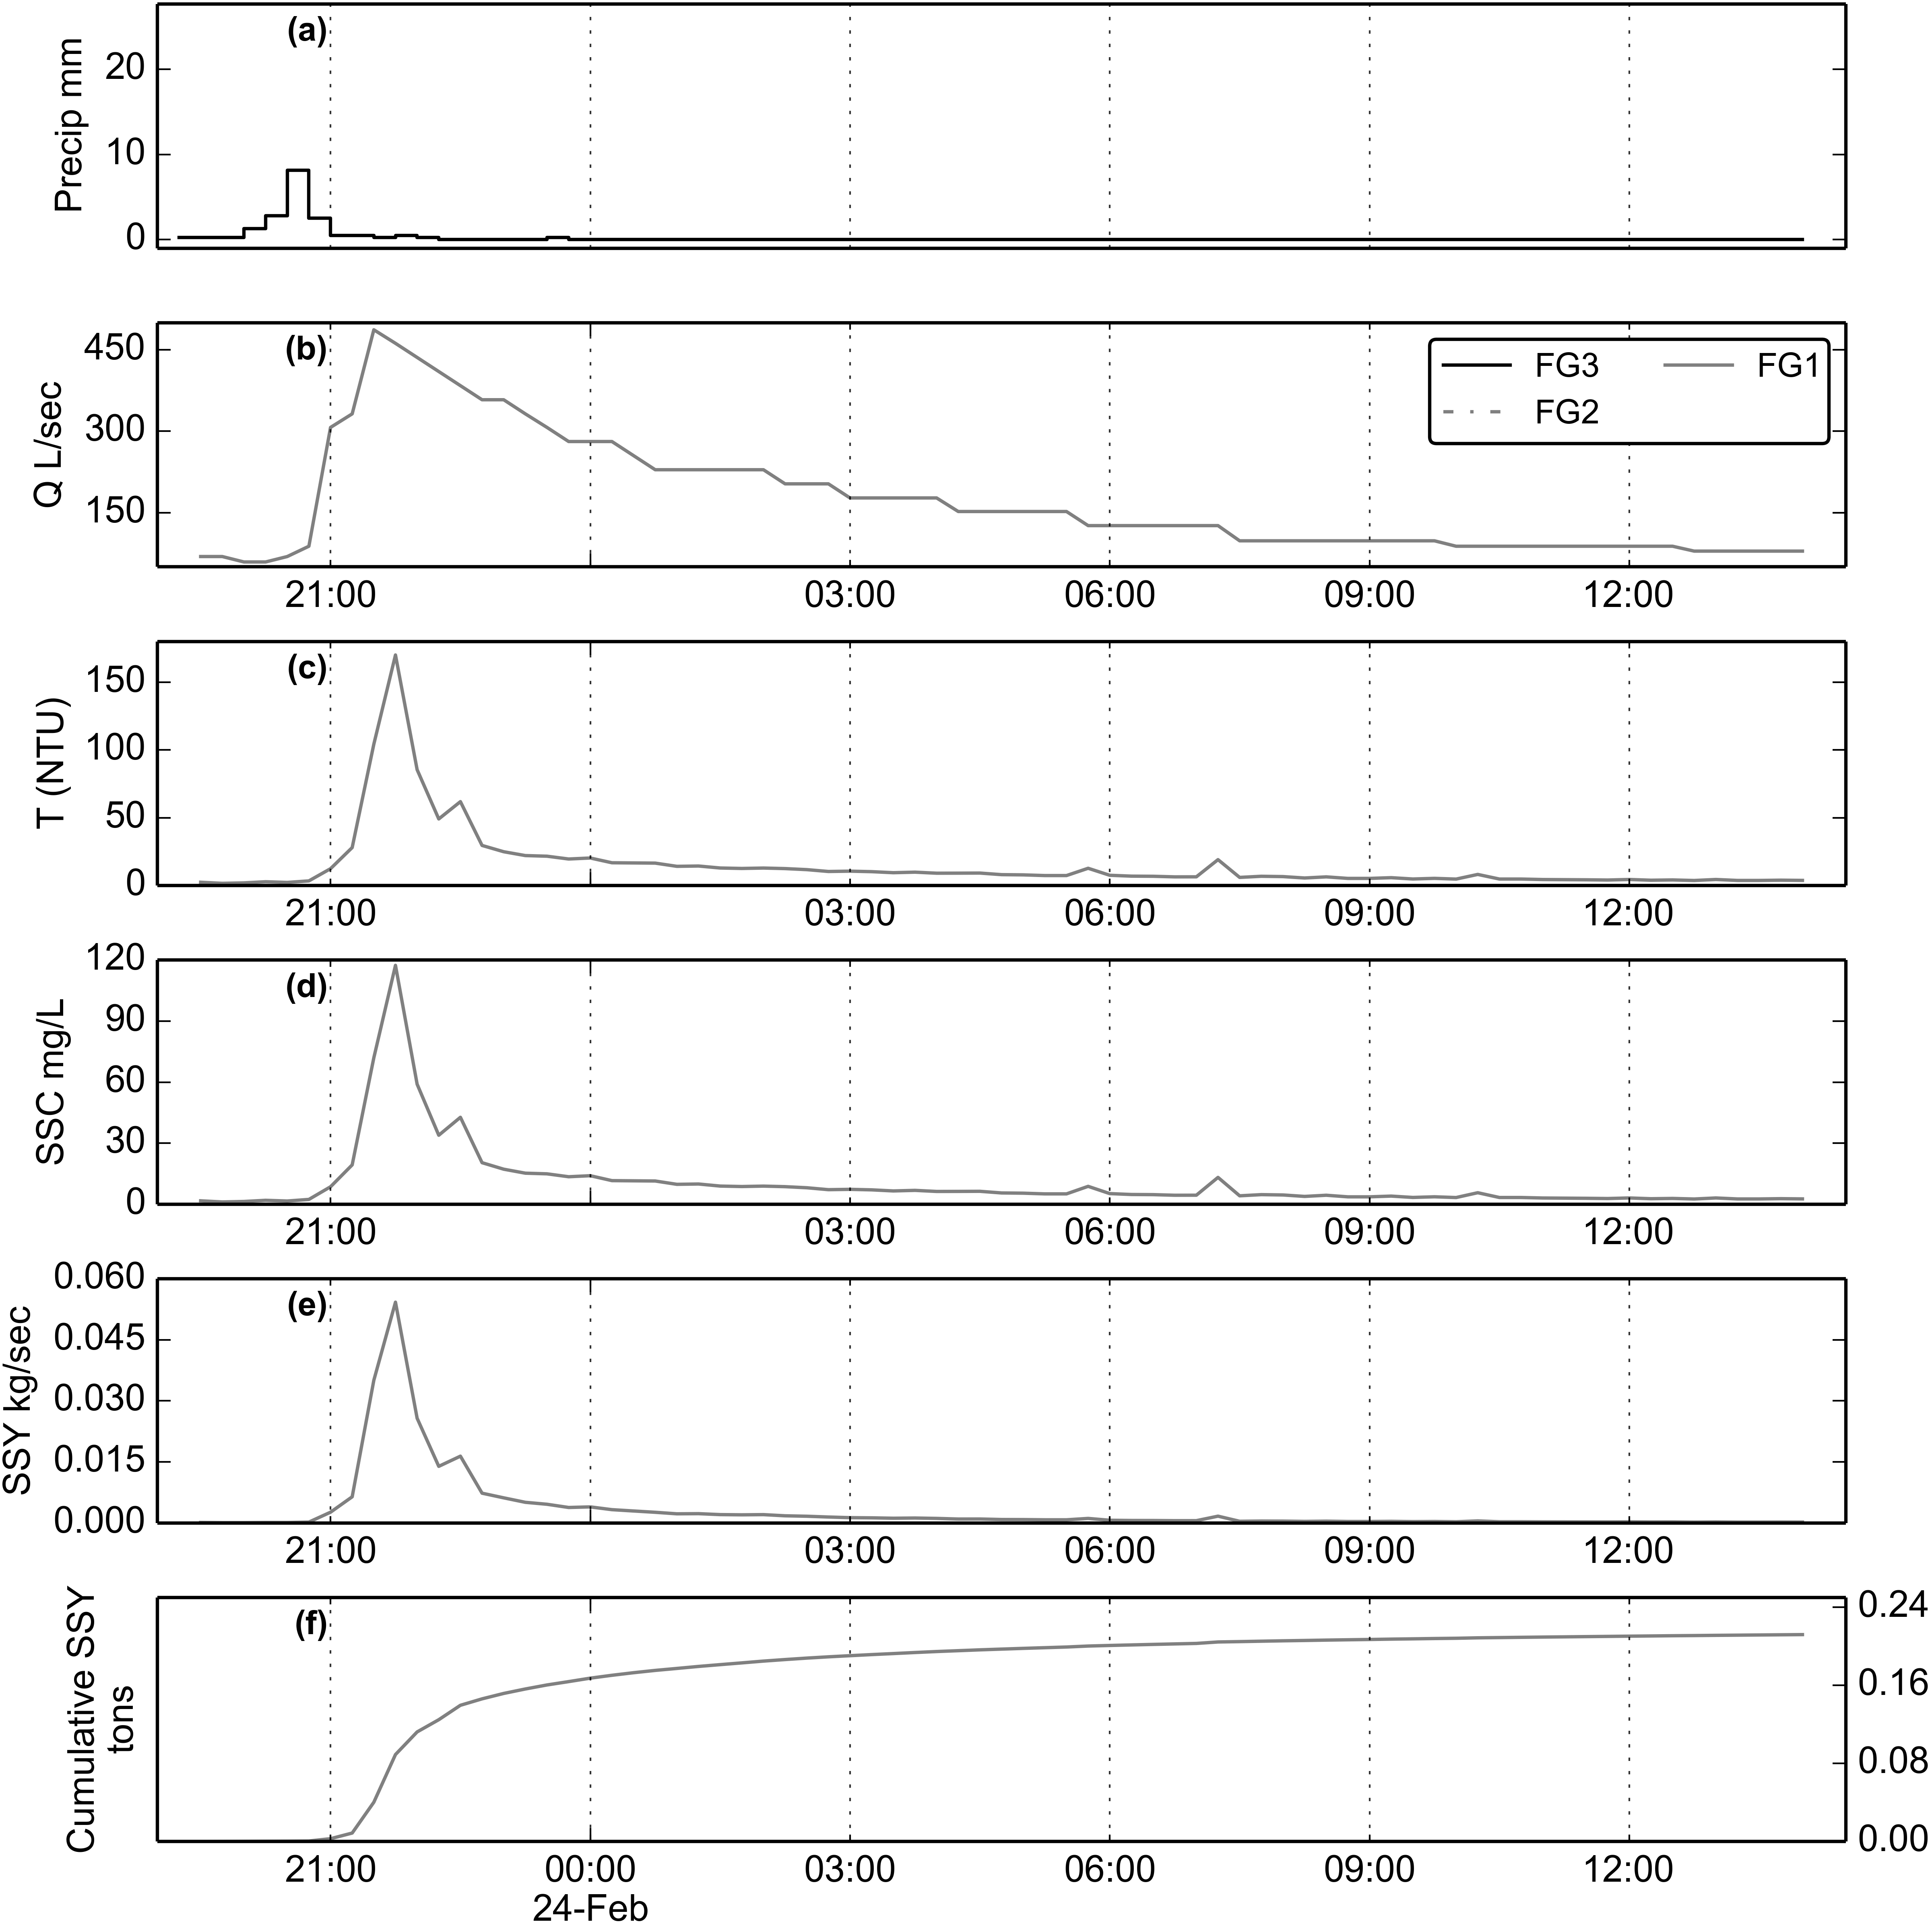 (a)
Precip mm
20
10
0
(b)
Q L/sec
450
300
150
FG3 FG1
FG2
21:00 03:00 06:00 09:00 12:00
(c)
T (NTU)
150
100
50
0
21:00 03:00 06:00 09:00 12:00
(d)
SSC mg/L
120
90
60
30
0
21:00 03:00 06:00 09:00 12:00
(e)
SSY kg/sec
0.060
0.045
0.030
0.015
0.000
21:00 03:00 06:00 09:00 12:00
(f)
Cumulative SSY
tons
0.24
0.16
0.08
0.00
21:00 00:00 03:00 06:00 09:00 12:00
24-Feb